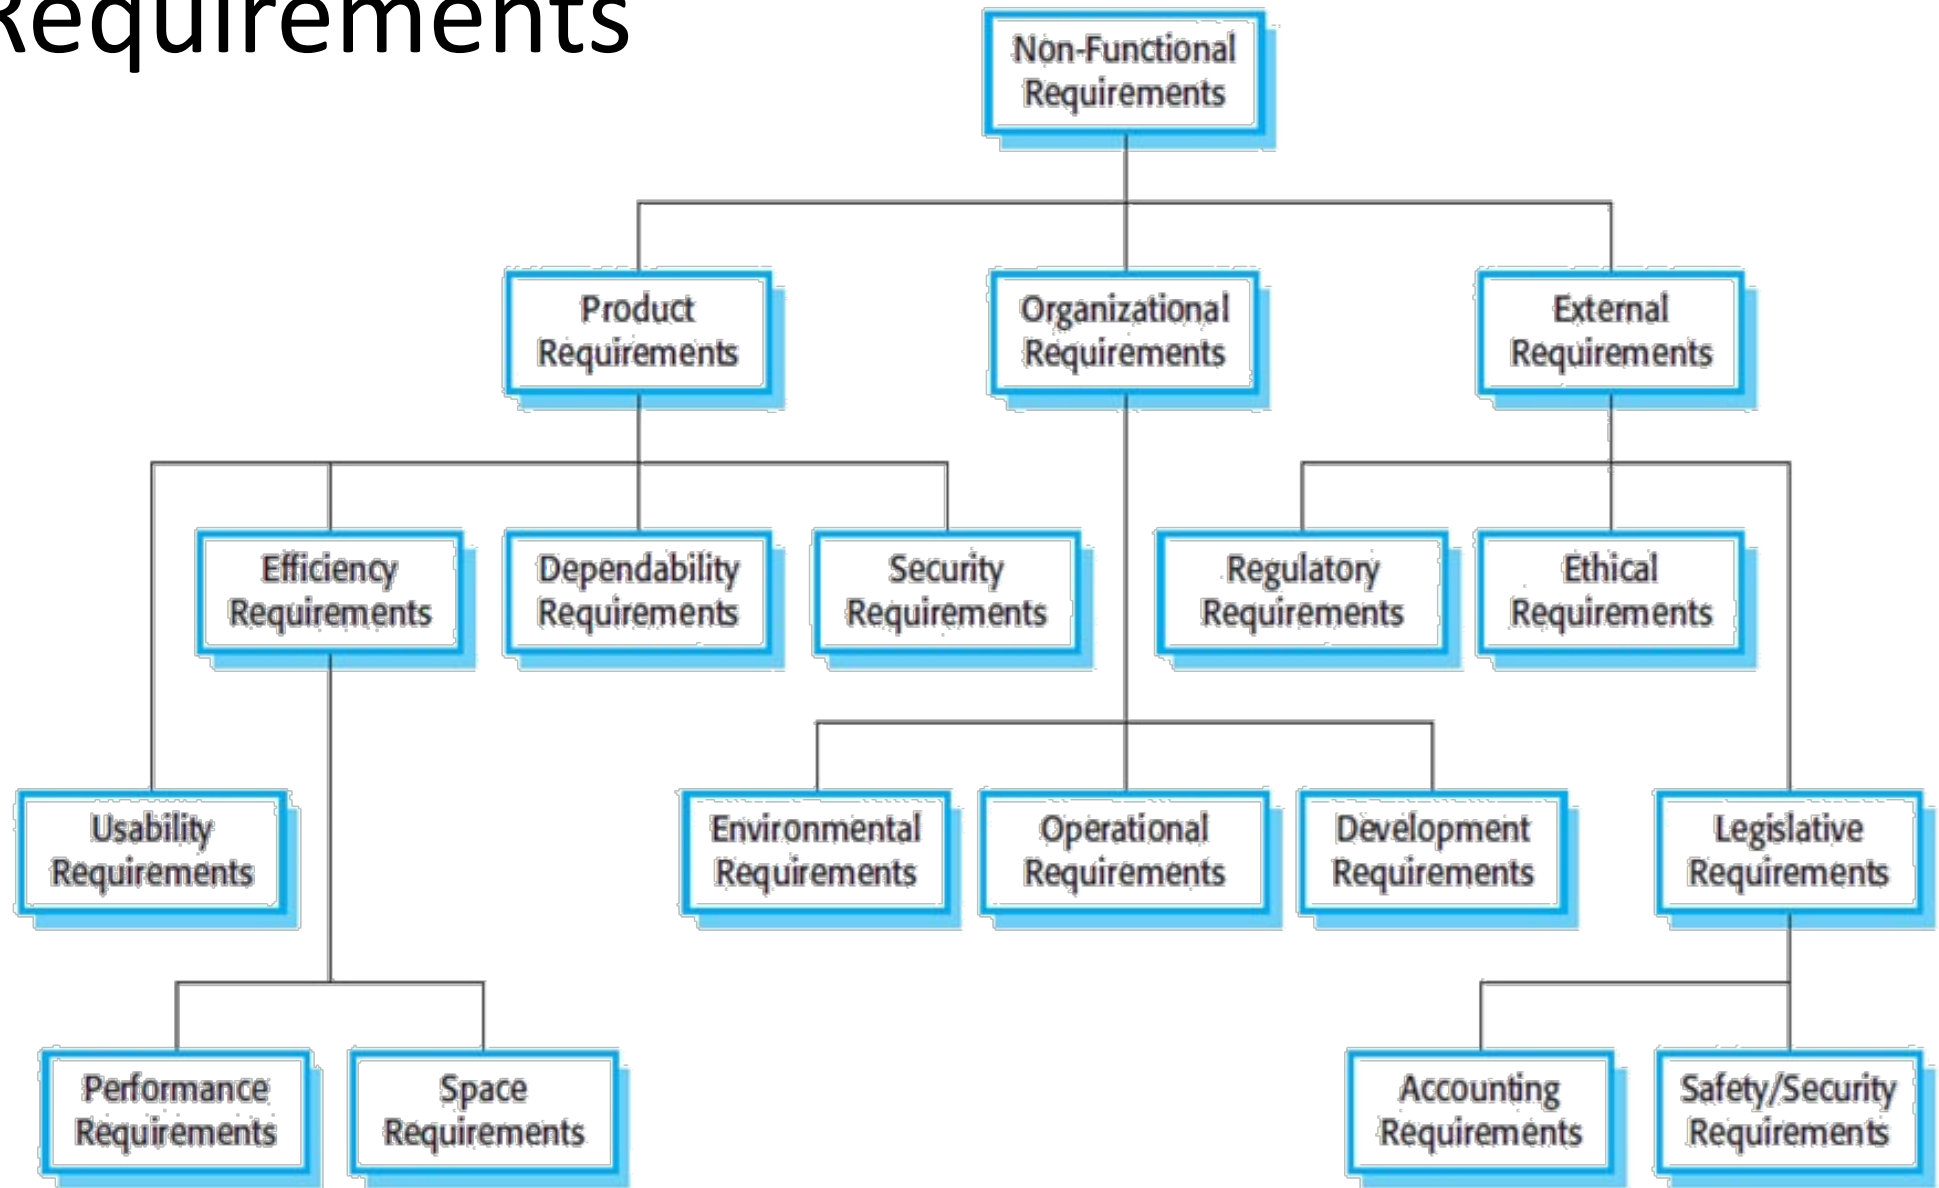 Requirements
Non-Functional
Requirements
Product
Requirements
Organizational
Requirements
External
Requirements
Efficiency
Requirements
Dependability
Requirements
Security
Requirements
Regulatory
Requirements
Ethical
Requirements
Usability
Requirements
Environmental
Requirements
Operational
Requirements
Development
Requirements
Legislative
Requirements
Performance
Requirements
Space
Requirements
Accounting
Requirements
Safety/Security
Requirements